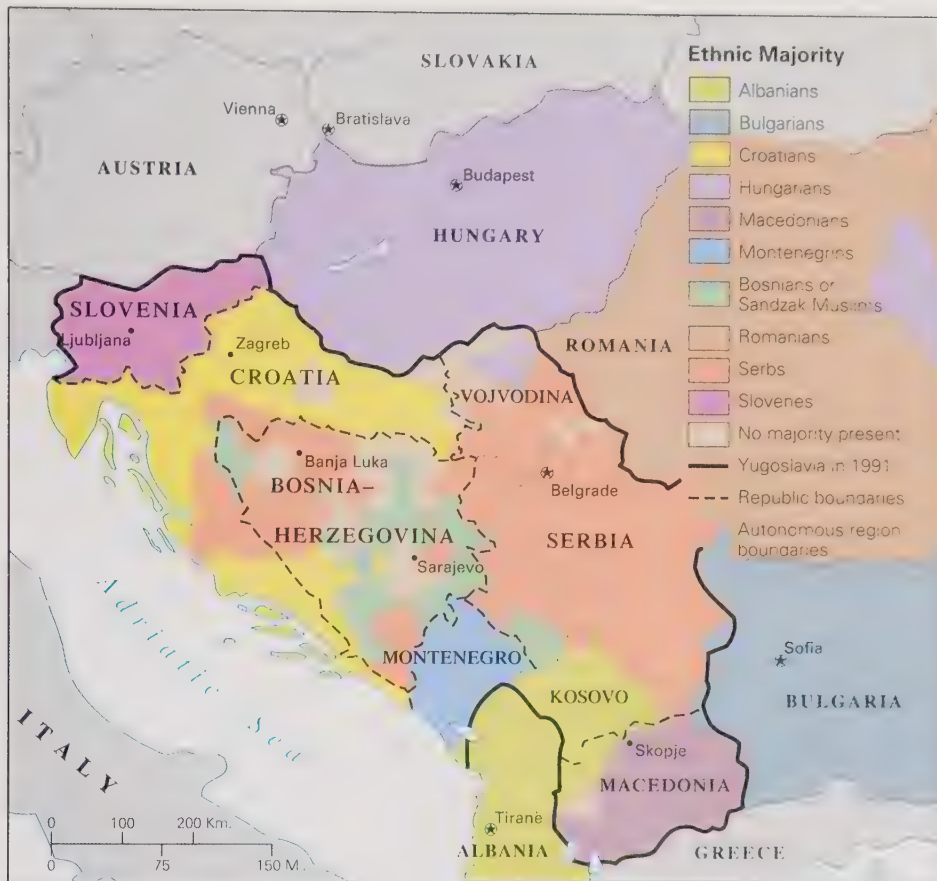 SLOVAKIA
Vienna
Bratislava
AUSTRIA
Budapest
HUNGARY
SLOVENIA
Ljubljana
Zagreb
CROATIA
ROMANIA
VOJVODINA
Banja Luka
BOSNIA–
HERZEGOVINA
Belgrade
SERBIA
Sarajevo
Adriatic Sea
MONTENEGRO
KOSOVO
Sofia
BULGARIA
ITALY
Skopje
MACEDONIA
Tiranë
ALBANIA
GREECE
0 100 200 Km.
0 75 150 M.
Ethnic Majority
Albanians
Bulgarians
Croatians
Hungarians
Macedonians
Montenegrins
Bosnians or
Sandzak Muslims
Romanians
Serbs
Slovenes
No majority present
Yugoslavia in 1991
Republic boundaries
Autonomous region
boundaries